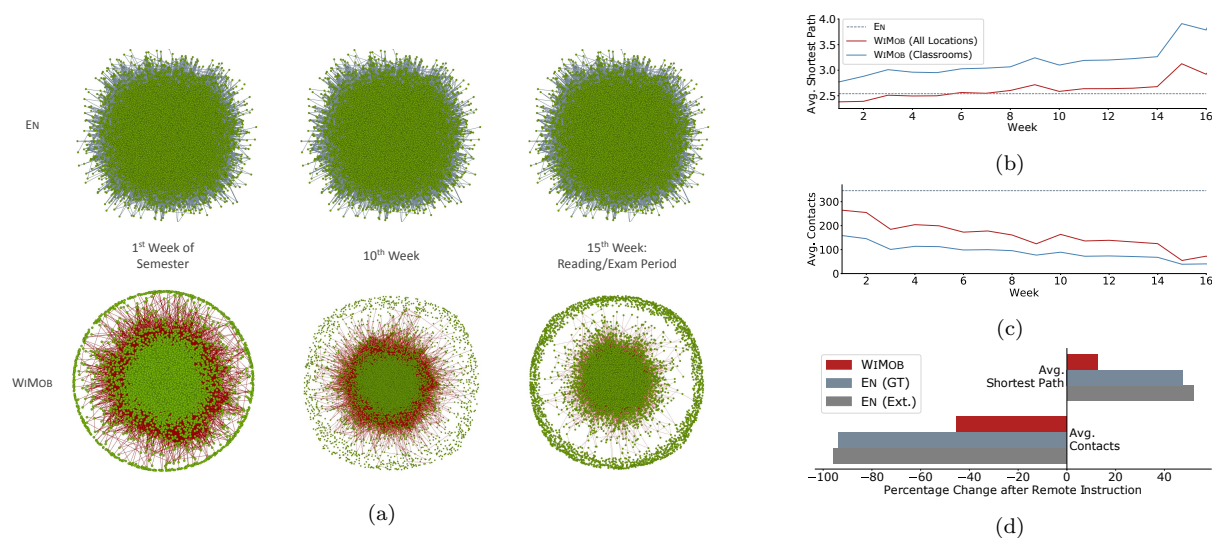 EN
1st Week of
Semester
10th Week
15th Week:
Reading/Exam Period
WIMOB
(a)
Avg. Shortest Path
4.0
3.5
3.0
2.5
EN
WIMOB (All Locations)
WIMOB (Classrooms)
2
4
6
8
10
12
14
16
Week
(b)
Avg. Contacts
300
200
100
0
2
4
6
8
10
12
14
16
Week
(c)
WIMOB
EN (GT)
EN (Ext.)
Avg.
Shortest Path
Avg.
Contacts
−100
−80
−60
−40
−20
0
20
40
Percentage Change after Remote Instruction
(d)